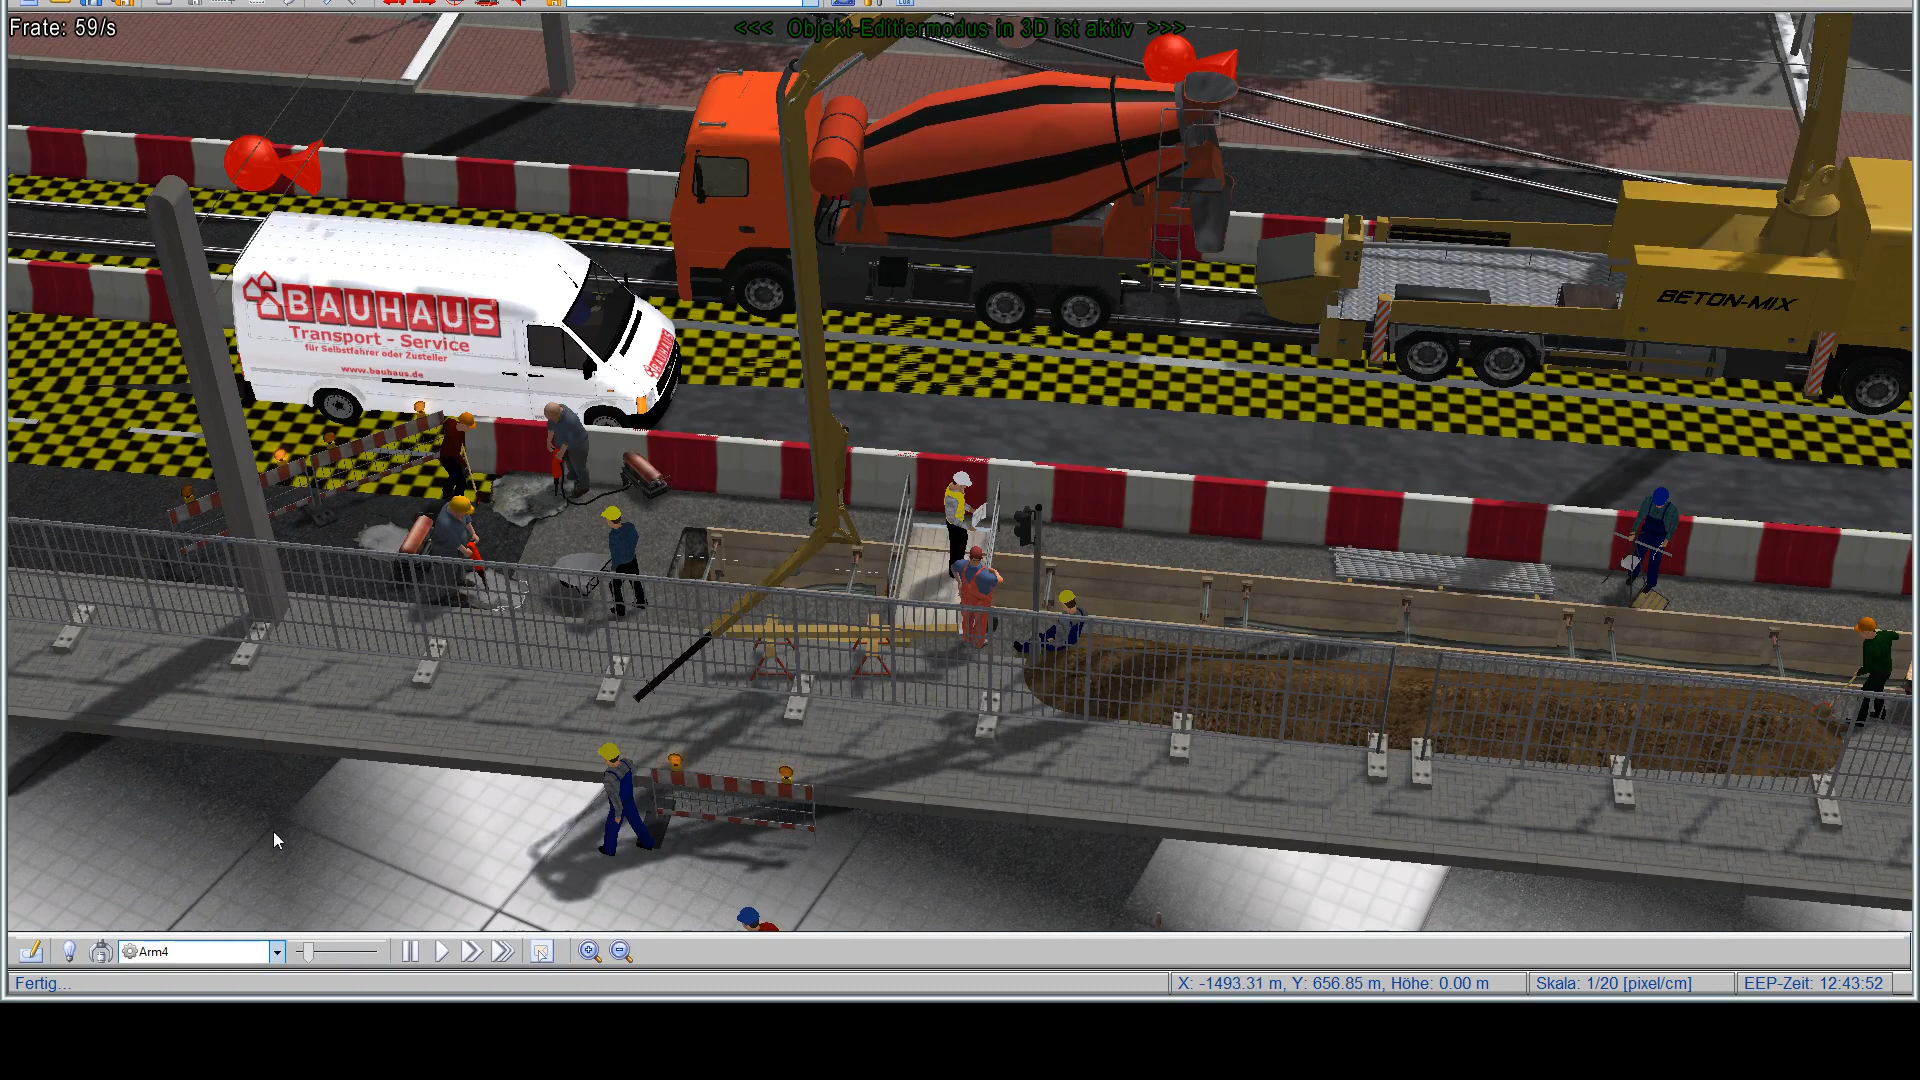 Frate: 59/s
<<< Objekt-Editiermodus in 3D ist aktiv >>>
BAUHAUS
Transport - Service
für Selbstfahrer oder Zusteller
www.bauhaus.de
BAUHAUS
BETON-MIX
Arm4
Fertig...
X: -1493.31 m, Y: 656.85 m, Höhe: 0.00 m
Skala: 1/20 [pixel/cm]
EEP-Zeit: 12:43:52